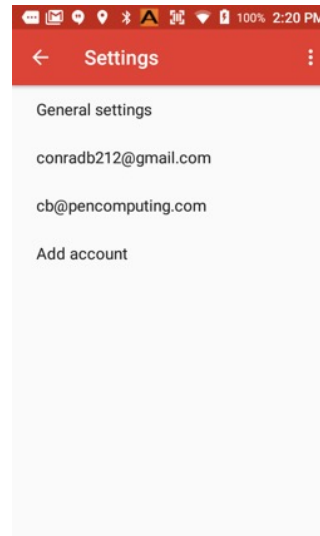 100% 2:20 PM
Settings
General settings
conradb212@gmail.com
cb@pencomputing.com
Add account